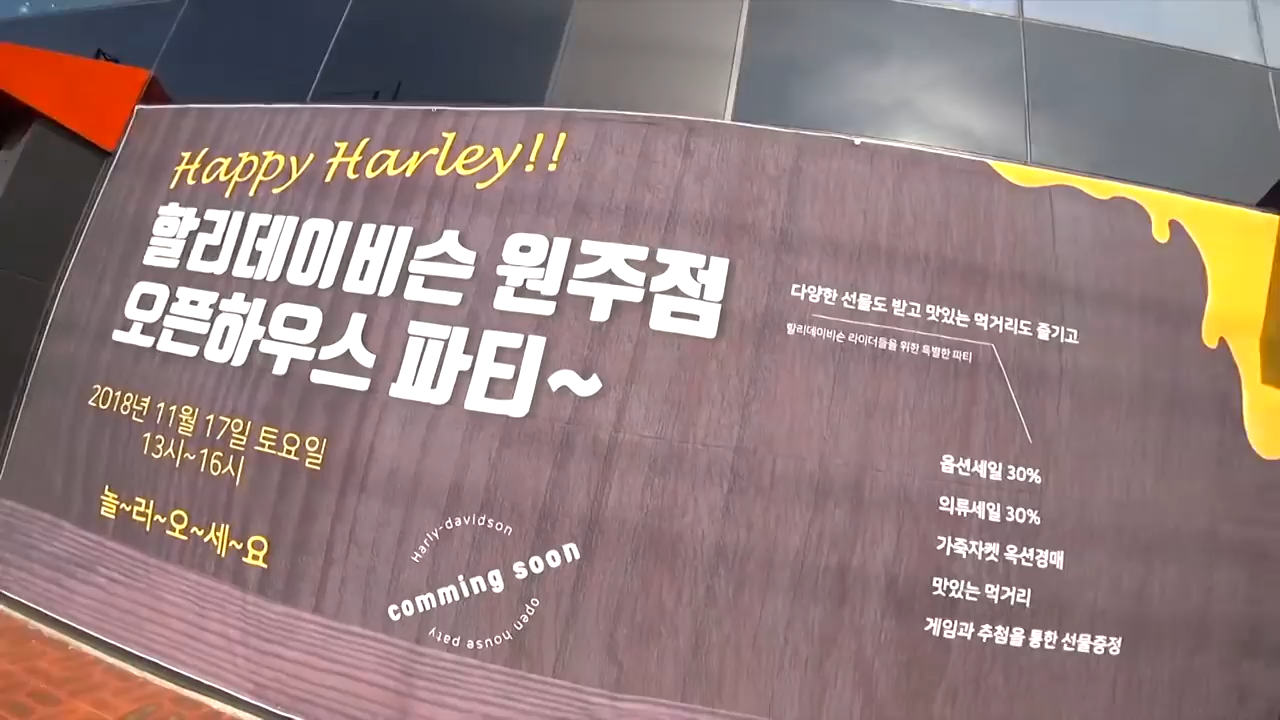 Happy Harley!!
할리데이비슨 원주점
오픈하우스 파티~
2018년 11월 17일 토요일
13시~16시
놀~러~오~세~요
Harly-davidson
comming soon
open house paty
다양한 선물도 받고 맛있는 먹거리도 즐기고
할리데이비슨 라이더들을 위한 특별한 파티
옵션세일 30%
의류세일 30%
가죽자켓 옥션경매
맛있는 먹거리
게임과 추첨을 통한 선물증정